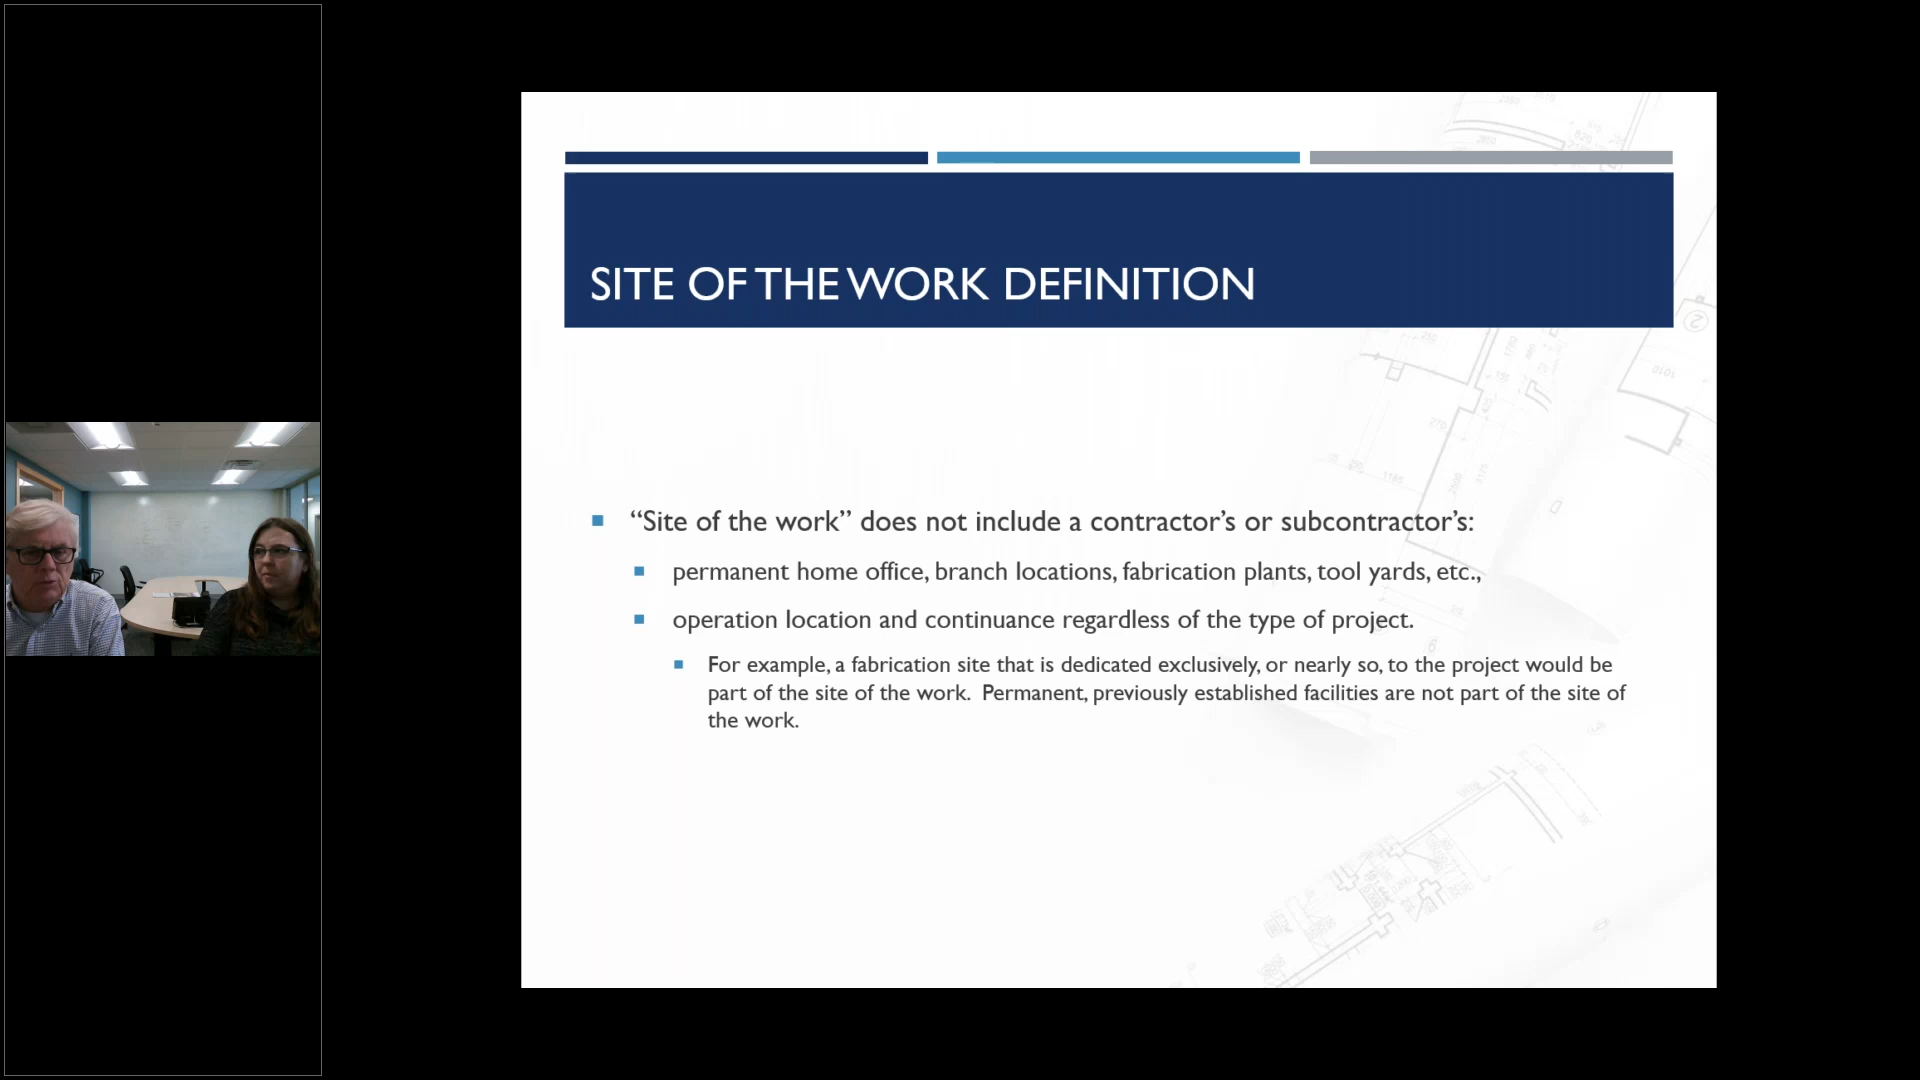 SITE OF THE WORK DEFINITION
“Site of the work” does not include a contractor’s or subcontractor’s:
permanent home office, branch locations, fabrication plants, tool yards, etc.,
operation location and continuance regardless of the type of project.
For example, a fabrication site that is dedicated exclusively, or nearly so, to the project would be
part of the site of the work.  Permanent, previously established facilities are not part of the site of
the work.